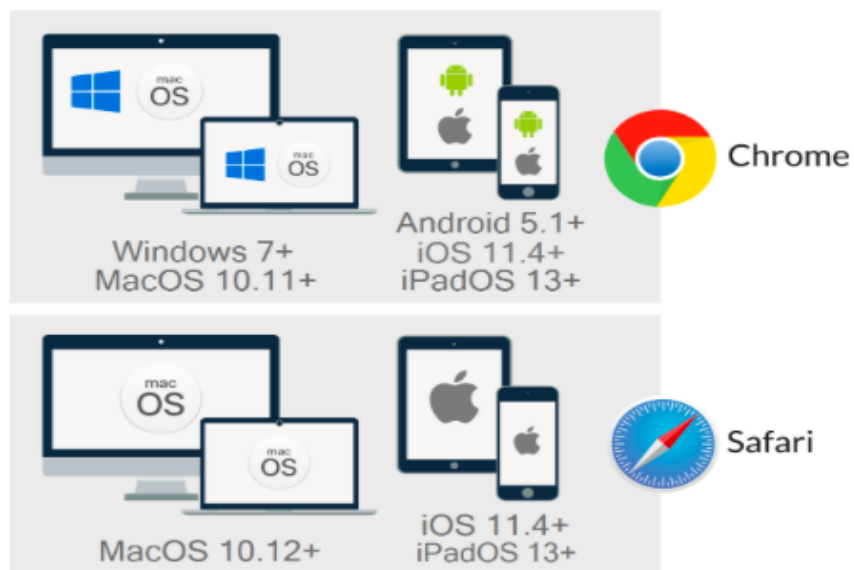 mac
OS
mac
OS
Windows 7+
MacOS 10.11+
Android 5.1+
iOS 11.4+
iPadOS 13+
Chrome
mac
OS
mac
OS
MacOS 10.12+
iOS 11.4+
iPadOS 13+
Safari